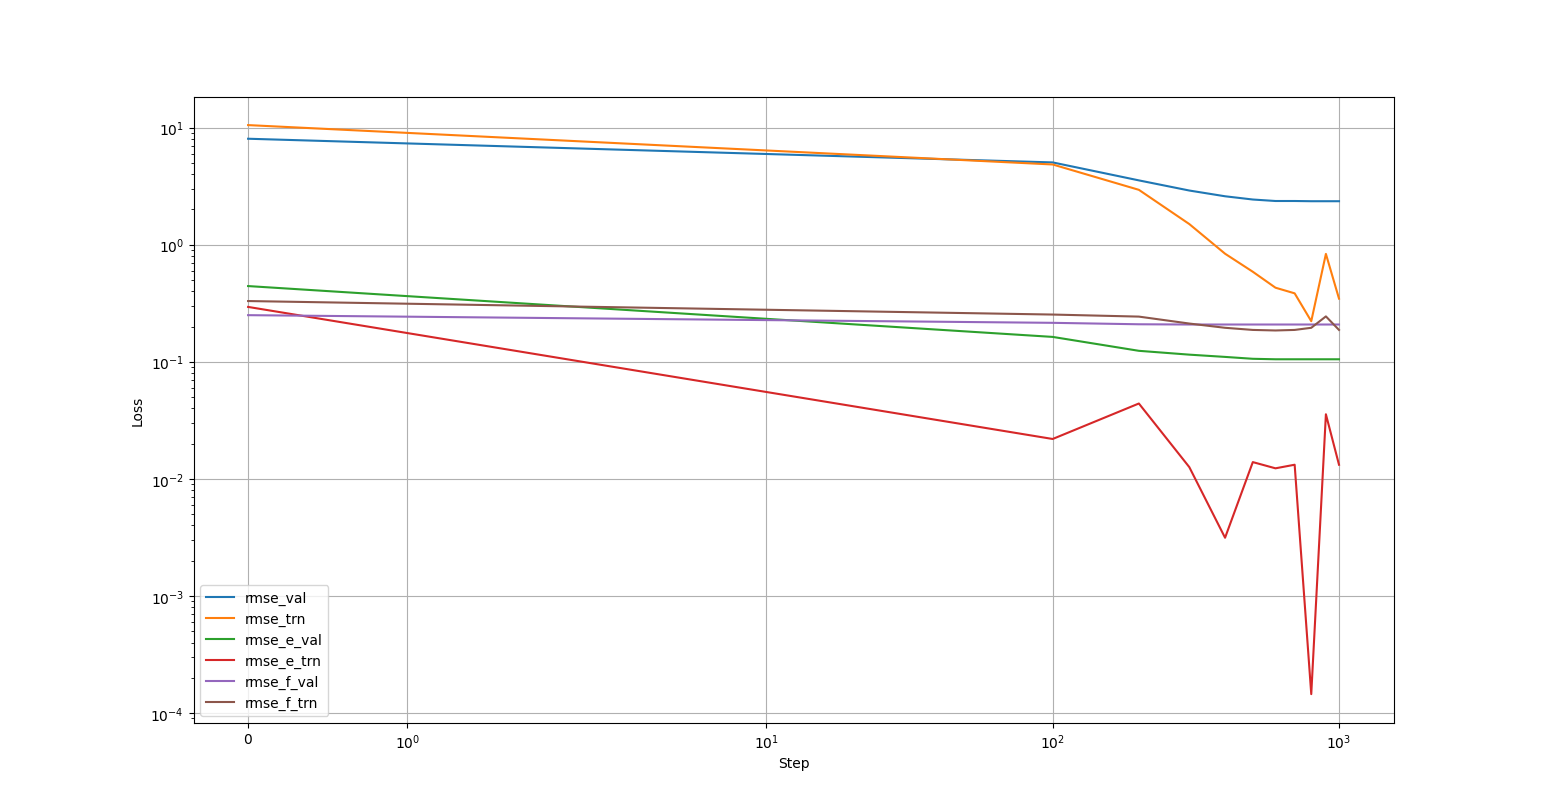 10¹
10⁰
10⁻¹
10⁻²
10⁻³
10⁻⁴
Loss
rmse_val
rmse_trn
rmse_e_val
rmse_e_trn
rmse_f_val
rmse_f_trn
0 10⁰ 10¹ 10² 10³
Step